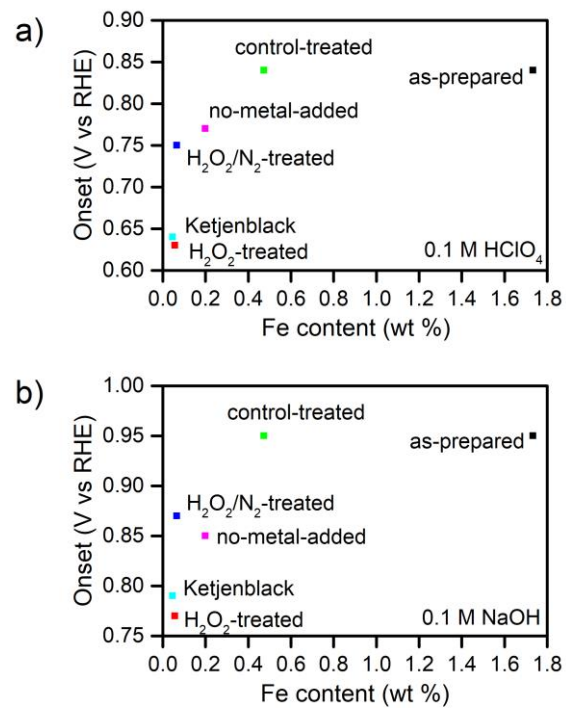 a)
0.90
0.85
0.80
0.75
0.70
0.65
0.60
Onset (V vs RHE)
control-treated
as-prepared
no-metal-added
H₂O₂/N₂-treated
Ketjenblack
H₂O₂-treated
0.1 M HClO₄
0.0 0.2 0.4 0.6 0.8 1.0 1.2 1.4 1.6 1.8
Fe content (wt %)
b)
1.00
0.95
0.90
0.85
0.80
0.75
Onset (V vs RHE)
control-treated
as-prepared
H₂O₂/N₂-treated
no-metal-added
Ketjenblack
H₂O₂-treated
0.1 M NaOH
0.0 0.2 0.4 0.6 0.8 1.0 1.2 1.4 1.6 1.8
Fe content (wt %)